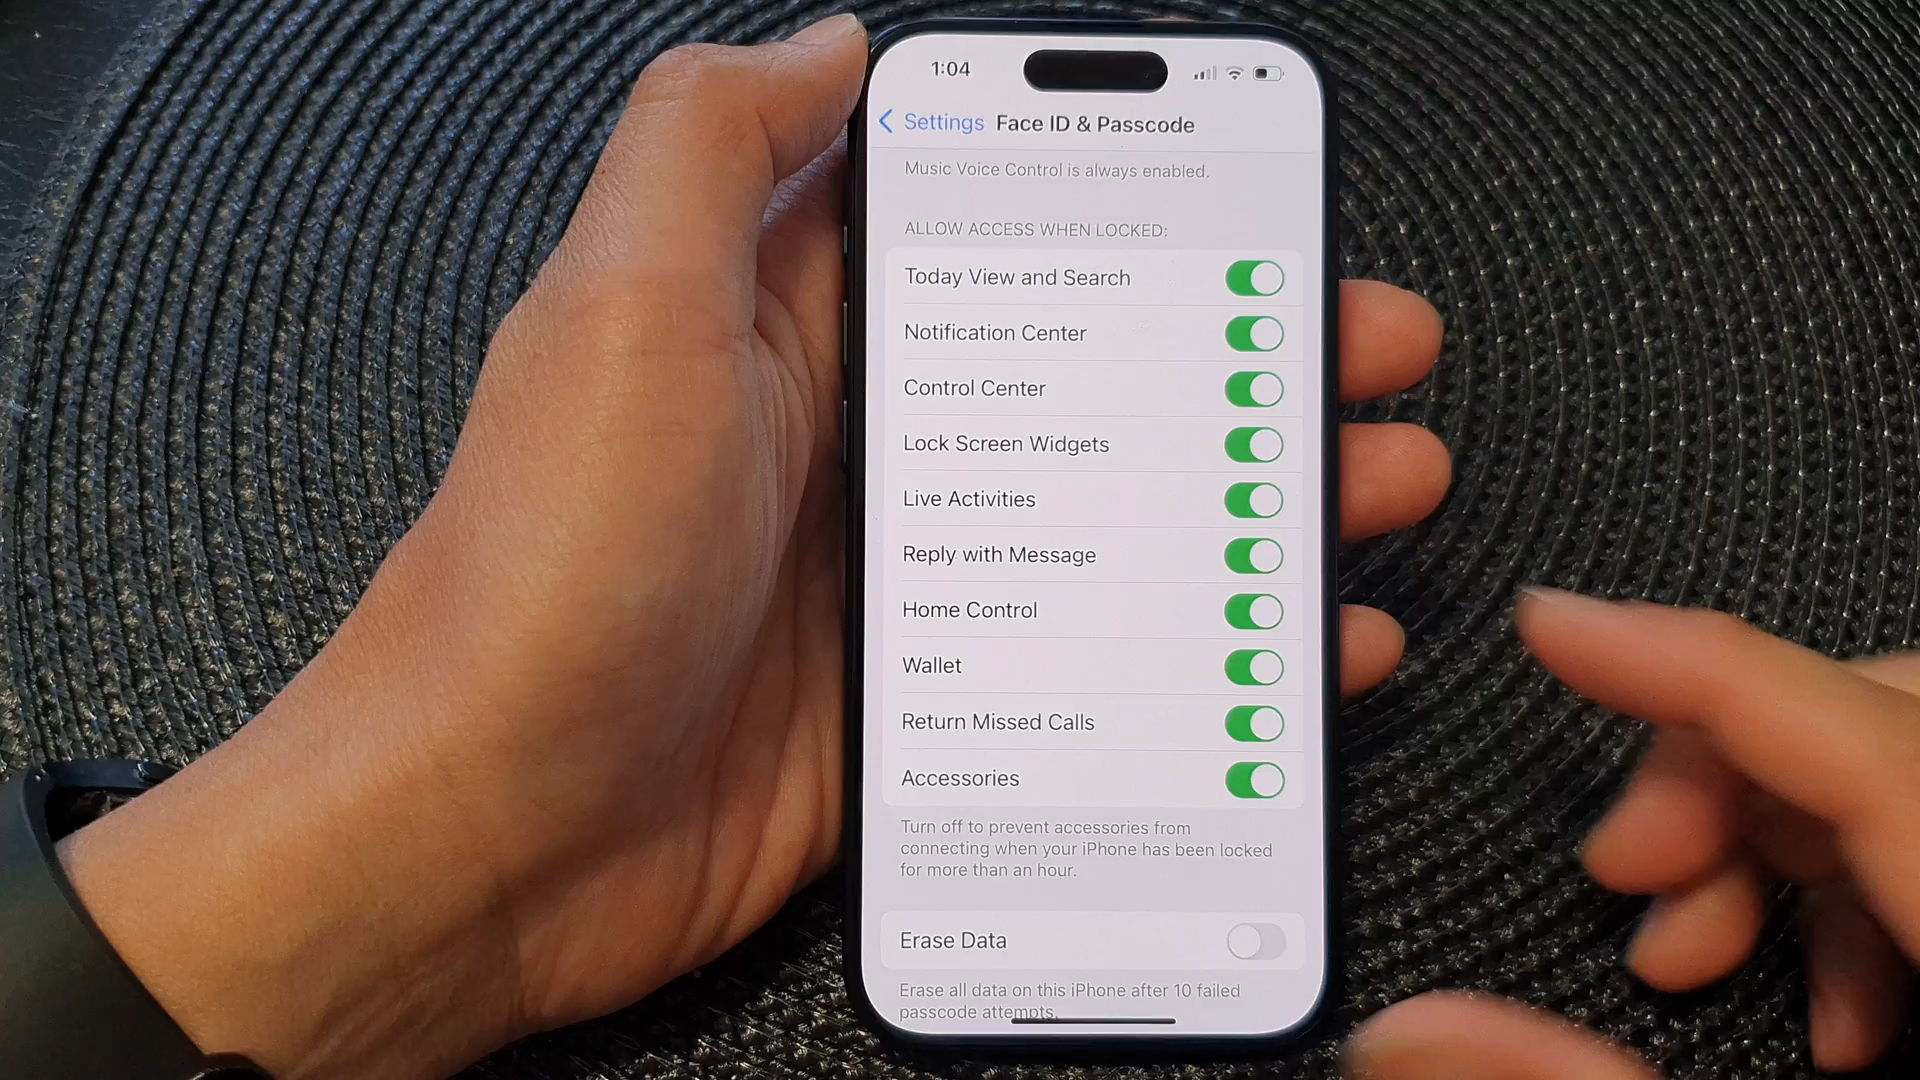 1:04
Settings Face ID & Passcode
Music Voice Control is always enabled.
ALLOW ACCESS WHEN LOCKED:
Today View and Search
Notification Center
Control Center
Lock Screen Widgets
Live Activities
Reply with Message
Home Control
Wallet
Return Missed Calls
Accessories
Turn off to prevent accessories from
connecting when your iPhone has been locked
for more than an hour.
Erase Data
Erase all data on this iPhone after 10 failed
passcode attempts.